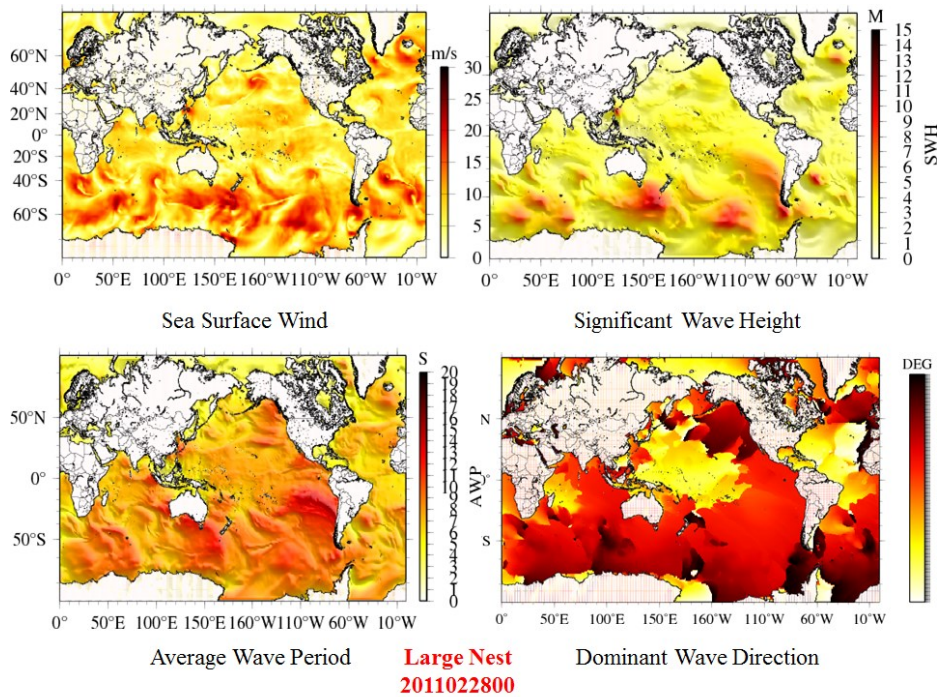 m/s
60°N
40°N
20°N
0°
20°S
40°S
60°S
0° 50°E 100°E 150°E 160°W 110°W 60°W 10°W
Sea Surface Wind
M
15
14
13
12
11
10
9
8
7
6
5
4
3
2
1
0
SWH
30
25
20
15
10
5
0
0° 50°E 100°E 150°E 160°W 110°W 60°W 10°W
Significant Wave Height
S
50°N
0°
50°S
0° 50°E 100°E 150°E 160°W 110°W 60°W 10°W
AWP
Average Wave Period
DEG
N
S
0° 50°E 100°E 150°E 160°W 110°W 60°W 10°W
Dominant Wave Direction
Large Nest
2011022800